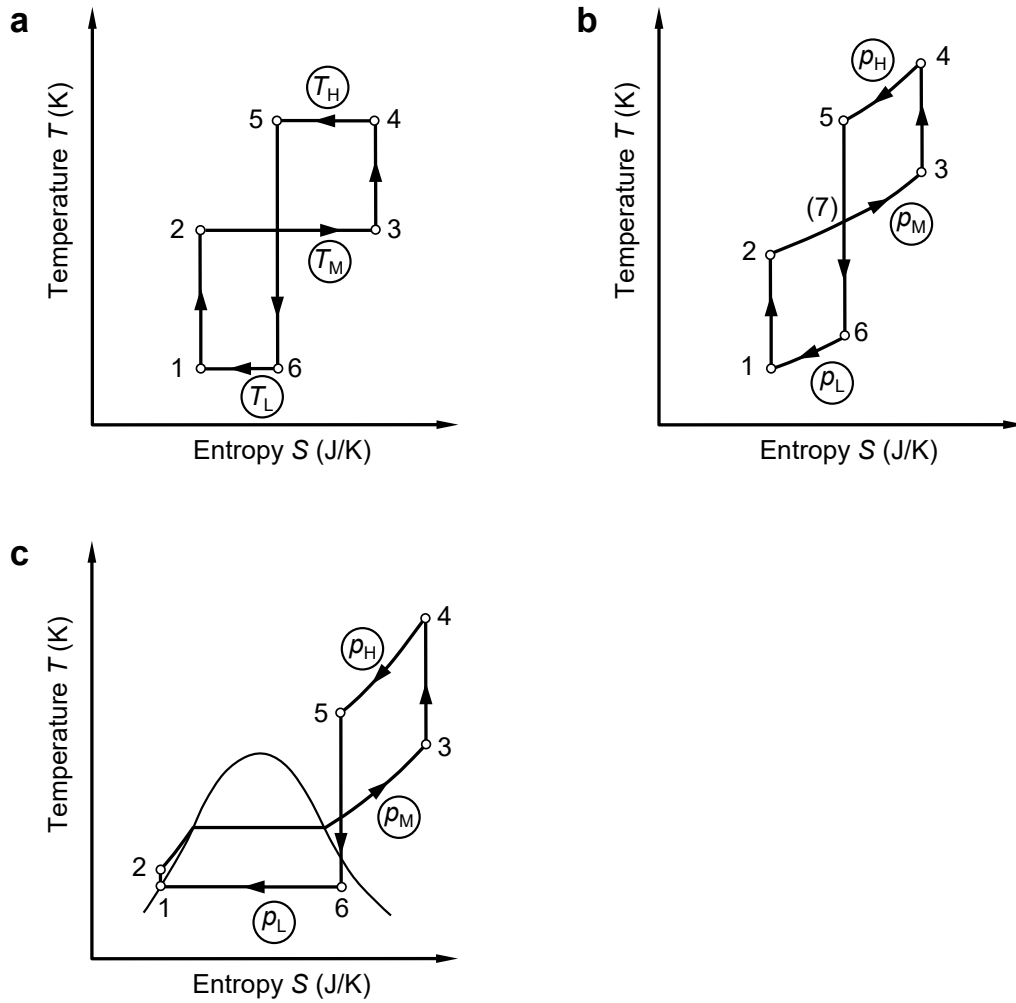 a
Temperature T (K)
T_H
5
4
2
3
T_M
1
6
T_L
Entropy S (J/K)
b
Temperature T (K)
p_H
4
5
3
(7)
p_M
2
6
1
p_L
Entropy S (J/K)
c
Temperature T (K)
4
p_H
5
3
p_M
2
1
6
p_L
Entropy S (J/K)